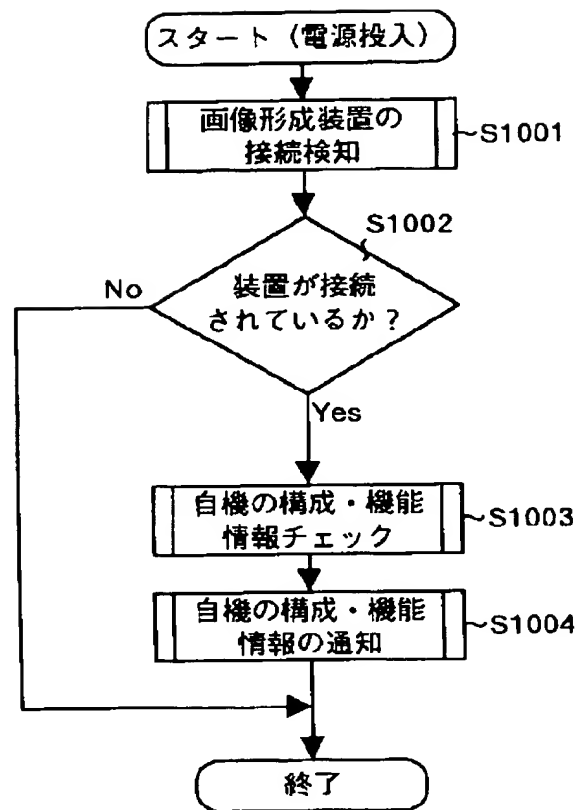 スタート（電源投入）
画像形成装置の
接続検知
S1001
S1002
装置が接続
されているか？
No
Yes
自機の構成・機能
情報チェック
S1003
自機の構成・機能
情報の通知
S1004
終了